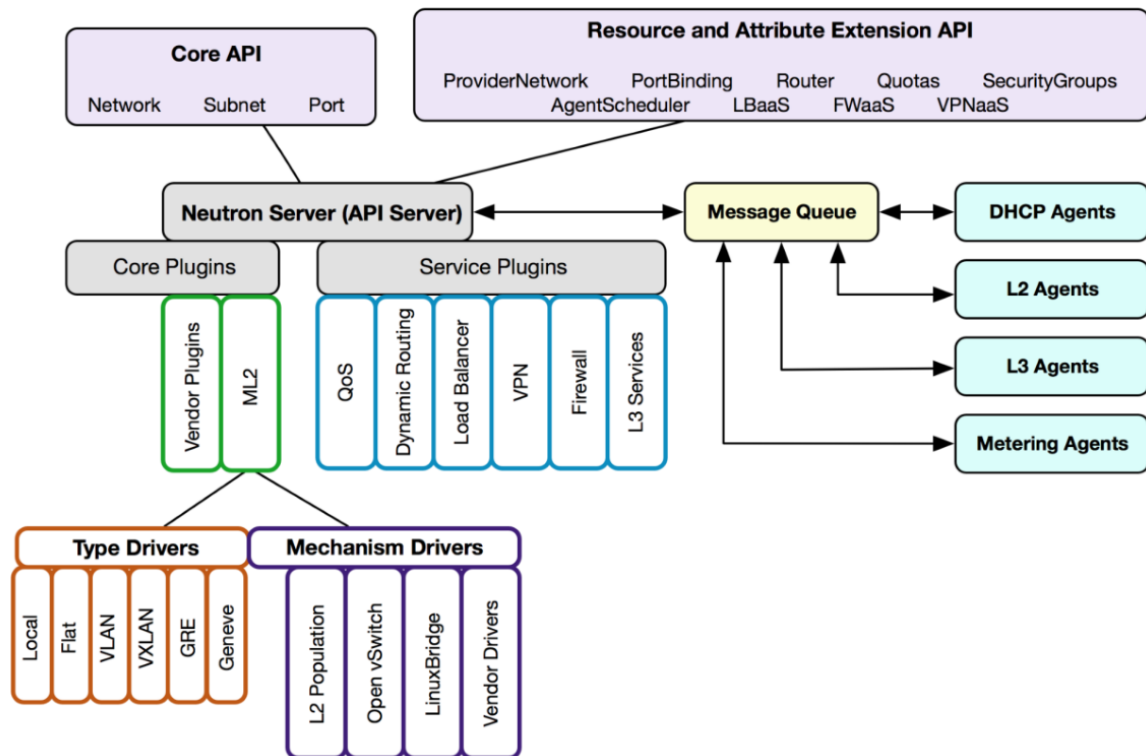 Core API
Network Subnet Port
Resource and Attribute Extension API
ProviderNetwork PortBinding Router Quotas SecurityGroups
AgentScheduler LBaaS FWaaS VPNaaS
Neutron Server (API Server)
Message Queue
DHCP Agents
Core Plugins
Service Plugins
L2 Agents
L3 Agents
Metering Agents
Vendor Plugins
ML2
QoS
Dynamic Routing
Load Balancer
VPN
Firewall
L3 Services
Type Drivers
Mechanism Drivers
Local
Flat
VLAN
VXLAN
GRE
Geneve
L2 Population
Open vSwitch
LinuxBridge
Vendor Drivers